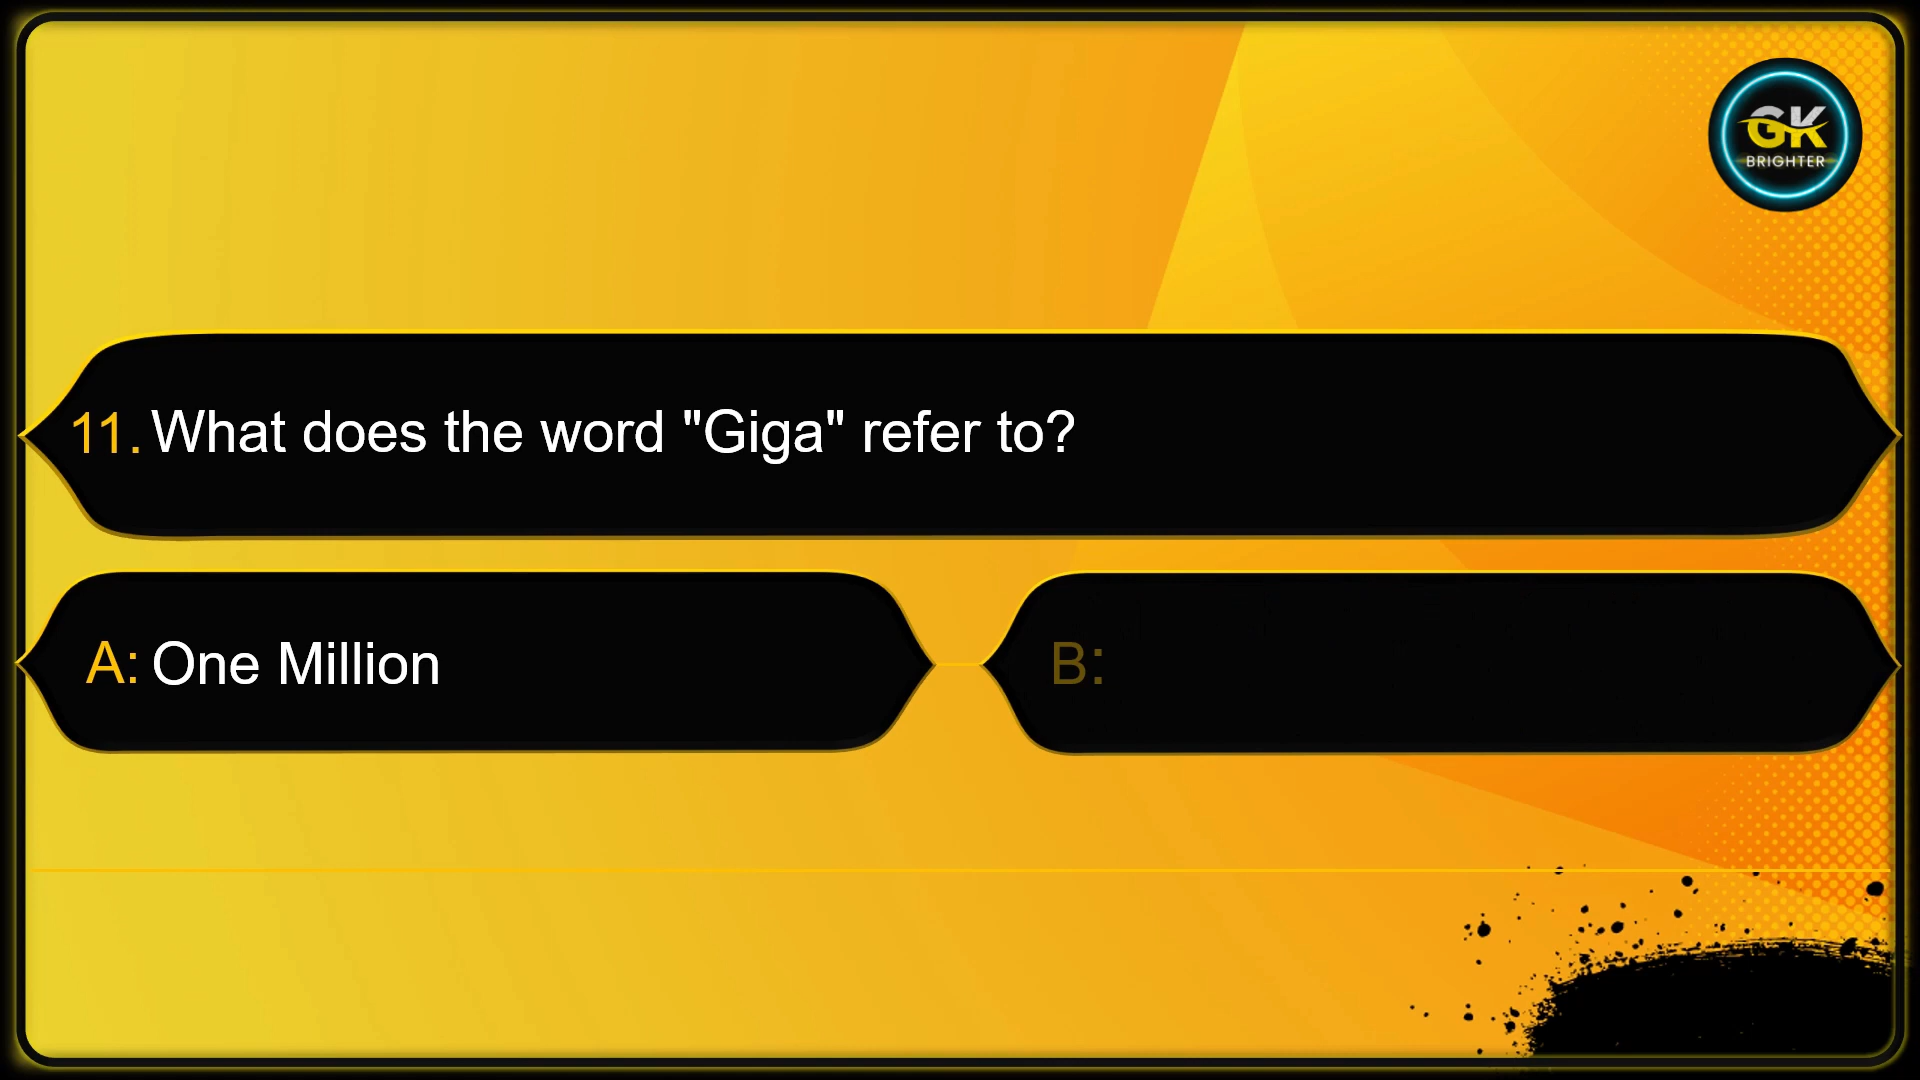 GK
BRIGHTER
11. What does the word "Giga" refer to?
A: One Million
B: